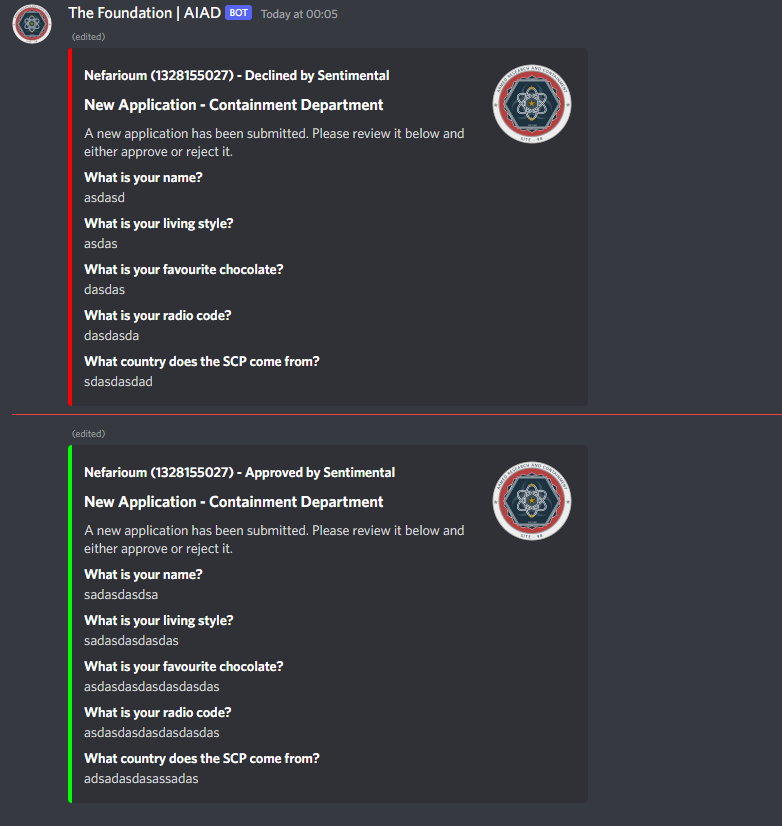 The Foundation | AIAD BOT Today at 00:05
(edited)
Nefarioum (1328155027) - Declined by Sentimental
New Application - Containment Department
A new application has been submitted. Please review it below and
either approve or reject it.
What is your name?
asdasd
What is your living style?
asdas
What is your favourite chocolate?
dasdas
What is your radio code?
dasdasda
What country does the SCP come from?
sdasdasdad
(edited)
Nefarioum (1328155027) - Approved by Sentimental
New Application - Containment Department
A new application has been submitted. Please review it below and
either approve or reject it.
What is your name?
sadasdasdsa
What is your living style?
sadasdasdasdas
What is your favourite chocolate?
asdasdasdasdasdasdas
What is your radio code?
asdasdasdasdasdasdas
What country does the SCP come from?
adsadasdasassadas